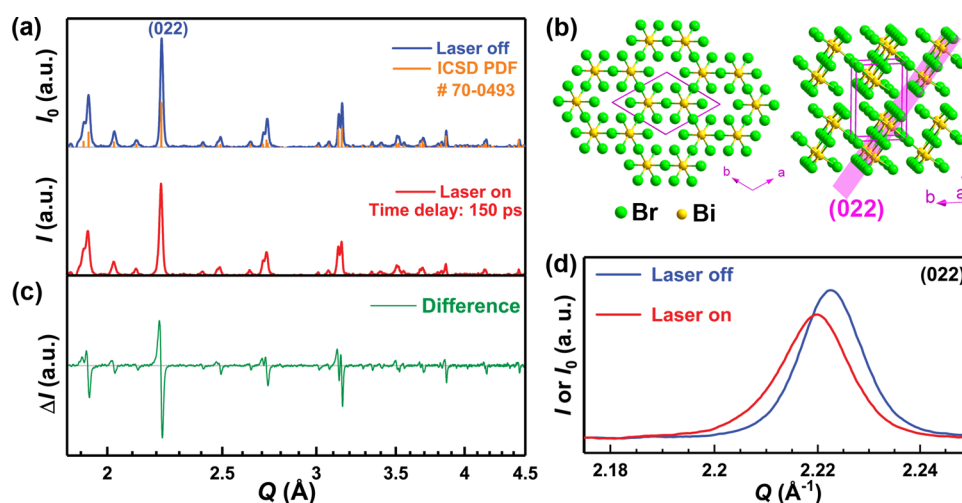 (a)
(022)
Laser off
ICSD PDF
# 70-0493
I₀ (a.u.)
Laser on
Time delay: 150 ps
I (a.u.)
(c)
Difference
ΔI (a.u.)
2
2.5
3
3.5
4
4.5
Q (Å)
(b)
b
a
(022)
b
a
Br
Bi
(d)
Laser off
(022)
Laser on
I or I₀ (a. u.)
2.18
2.2
2.22
2.24
Q (Å⁻¹)